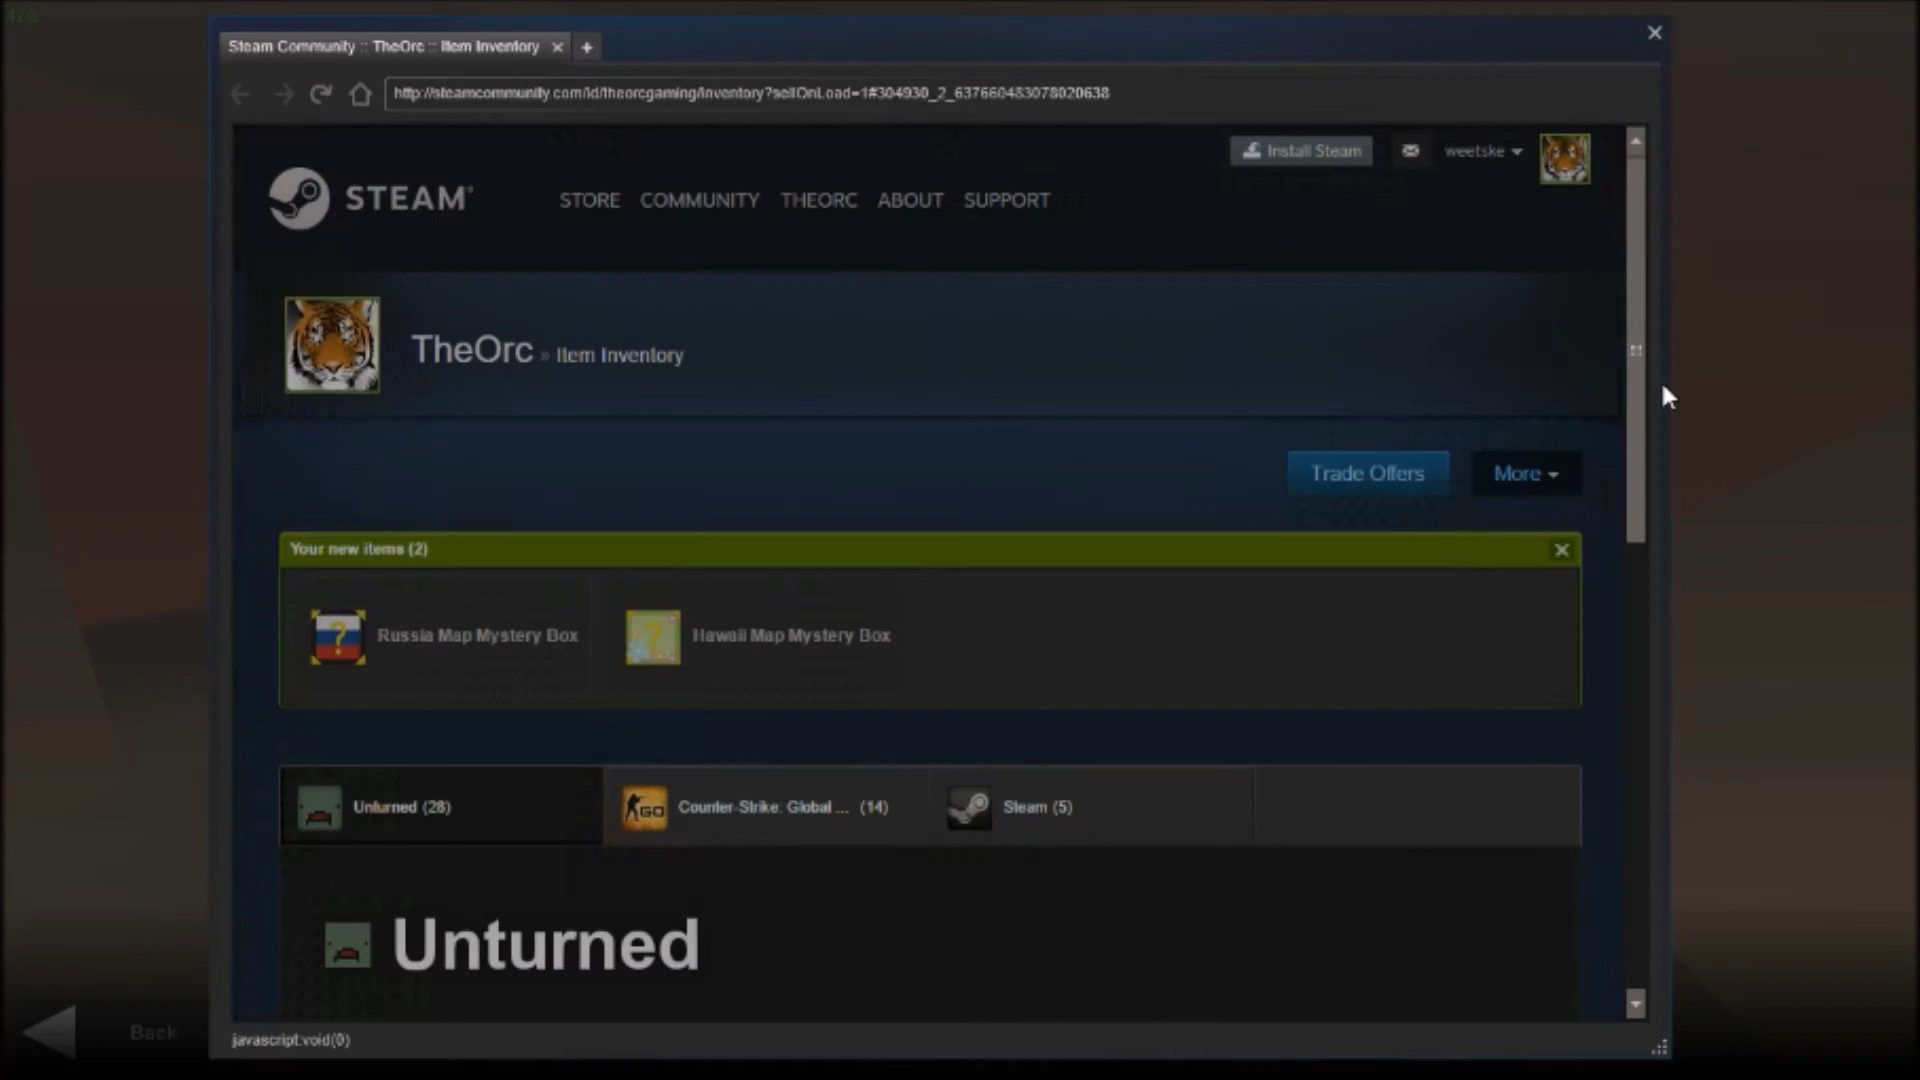 Steam Community :: TheOrc :: Item Inventory
http://steamcommunity.com/id/theorcgaming/inventory?sellOnLoad=1#304930_2_637660483078020638
Install Steam
weetske
STEAM
STORE COMMUNITY THEORC ABOUT SUPPORT
TheOrc » Item Inventory
Trade Offers
More
Your new items (2)
Russia Map Mystery Box
Hawaii Map Mystery Box
Unturned (28)
Counter-Strike: Global ... (14)
Steam (5)
Unturned
Back
javascript:void(0)